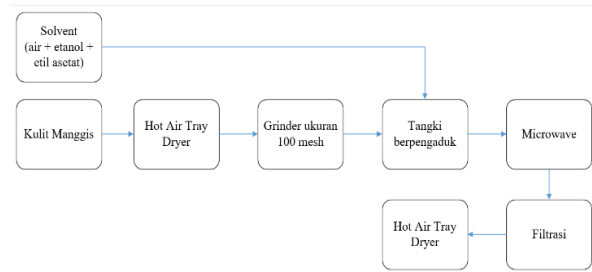 Solvent
(air + etanol +
etil asetat)
Kulit Manggis
Hot Air Tray
Dryer
Grinder ukuran
100 mesh
Tangki
berpengaduk
Microwave
Hot Air Tray
Dryer
Filtrasi